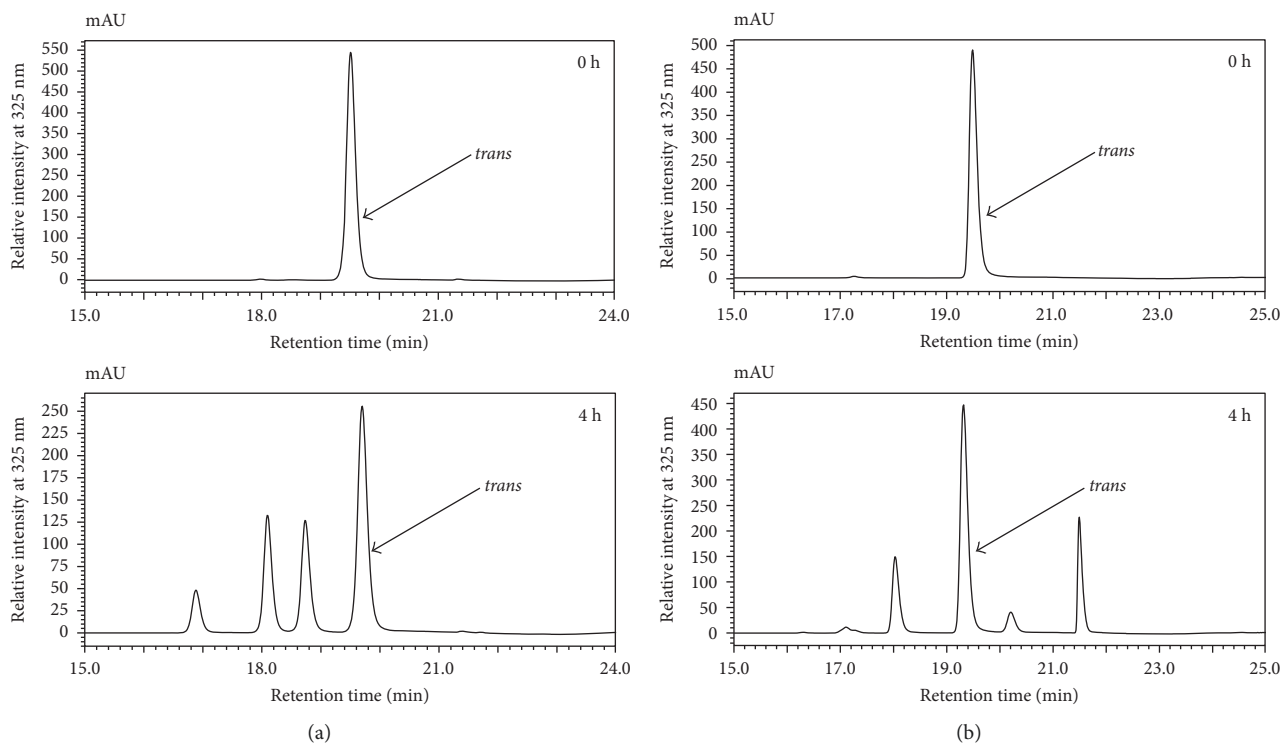 mAU
550
500
450
400
350
300
250
200
150
100
50
0
Relative intensity at 325 nm
0 h
trans
15.0 18.0 21.0 24.0
Retention time (min)
mAU
500
450
400
350
300
250
200
150
100
50
0
Relative intensity at 325 nm
0 h
trans
15.0 17.0 19.0 21.0 23.0 25.0
Retention time (min)
mAU
250
225
200
175
150
125
100
75
50
25
0
Relative intensity at 325 nm
4 h
trans
15.0 18.0 21.0 24.0
Retention time (min)
(a)
mAU
450
400
350
300
250
200
150
100
50
0
Relative intensity at 325 nm
4 h
trans
15.0 17.0 19.0 21.0 23.0 25.0
Retention time (min)
(b)